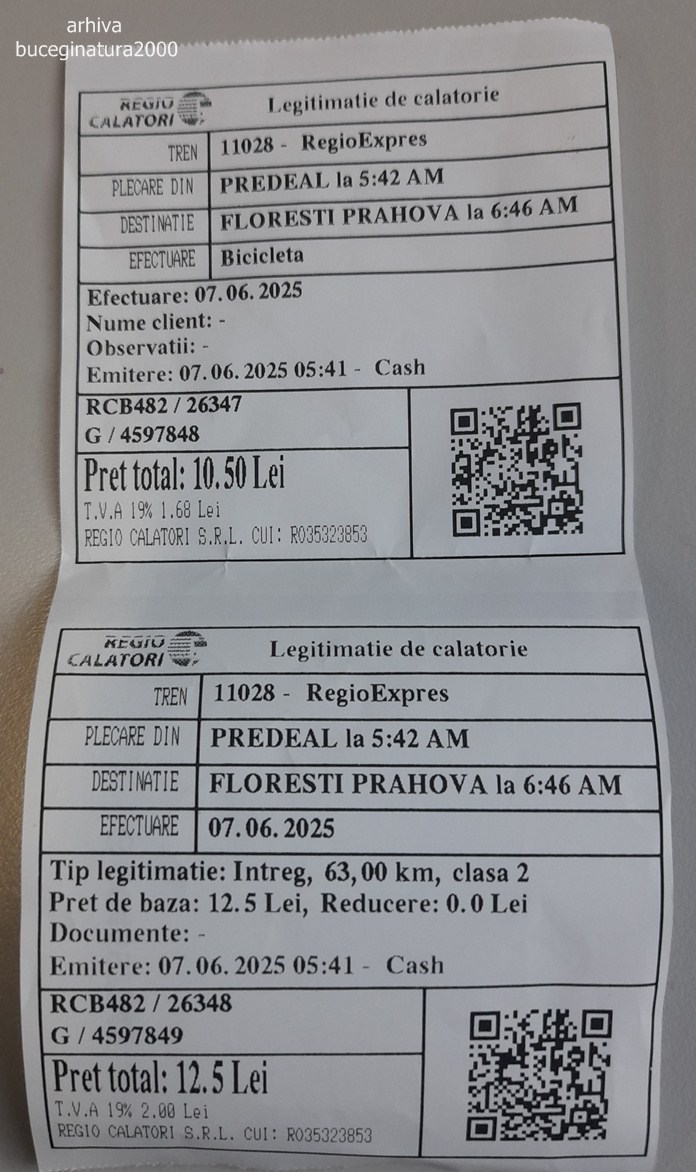 arhiva
buceginatura2000
REGIO
CALATORI
Legitimatie de calatorie
TREN 11028 - RegioExpres
PLECARE DIN PREDEAL la 5:42 AM
DESTINATIE FLORESTI PRAHOVA la 6:46 AM
EFECTUARE Bicicleta
Efectuare: 07.06.2025
Nume client: -
Observatii: -
Emitere: 07.06.2025 05:41 - Cash
RCB482 / 26347
G / 4597848
Pret total: 10.50 Lei
T.V.A 19% 1.68 Lei
REGIO CALATORI S.R.L. CUI: RO35323853
REGIO
CALATORI
Legitimatie de calatorie
TREN 11028 - RegioExpres
PLECARE DIN PREDEAL la 5:42 AM
DESTINATIE FLORESTI PRAHOVA la 6:46 AM
EFECTUARE 07.06.2025
Tip legitimatie: Intreg, 63,00 km, clasa 2
Pret de baza: 12.5 Lei, Reducere: 0.0 Lei
Documente: -
Emitere: 07.06.2025 05:41 - Cash
RCB482 / 26348
G / 4597849
Pret total: 12.5 Lei
T.V.A 19% 2.00 Lei
REGIO CALATORI S.R.L. CUI: RO35323853